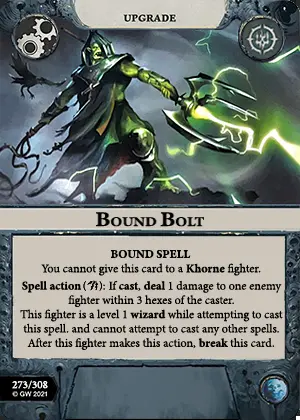 UPGRADE
BOUND BOLT
BOUND SPELL
You cannot give this card to a Khorne fighter.
Spell action (): If cast, deal 1 damage to one enemy
fighter within 3 hexes of the caster.
This fighter is a level 1 wizard while attempting to cast
this spell. and cannot attempt to cast any other spells.
After this fighter makes this action, break this card.
273/308
© GW 2021